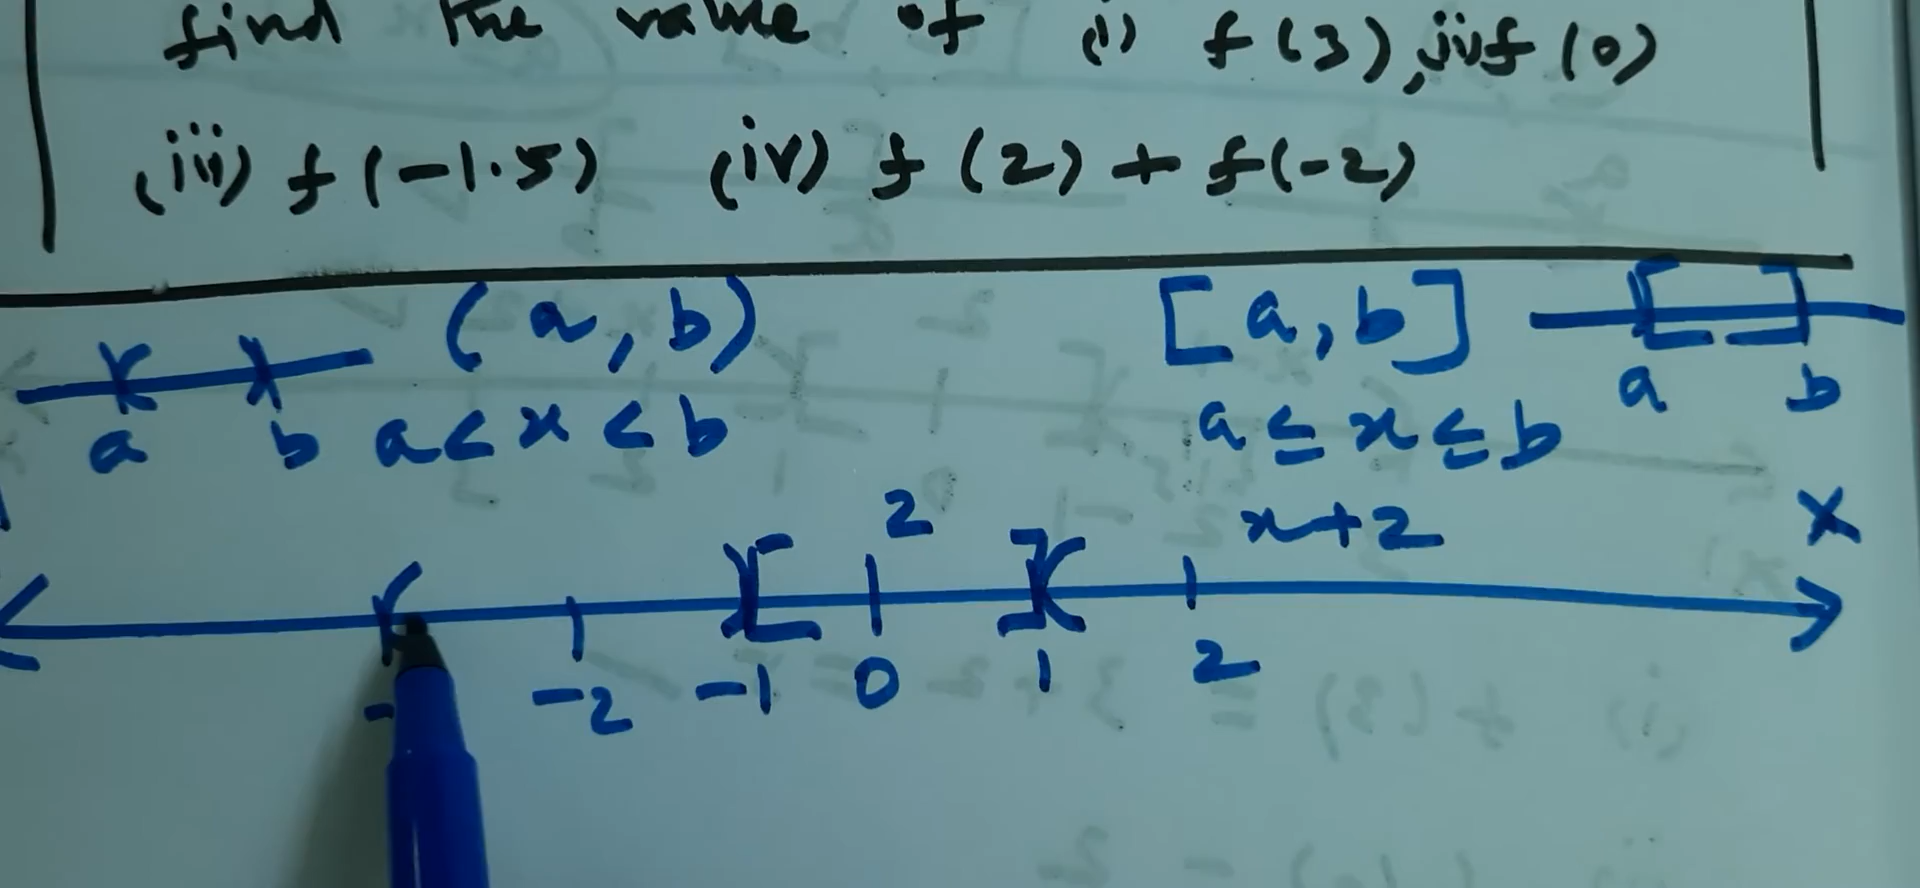 find the value of (i) f(3), ii) f(0)
(iii) f(-1.5) (iv) f(2) + f(-2)
(a, b) [a, b]
a b a < x < b a ≤ x ≤ b a b
2 x+2 X
-2 -1 0 1 2